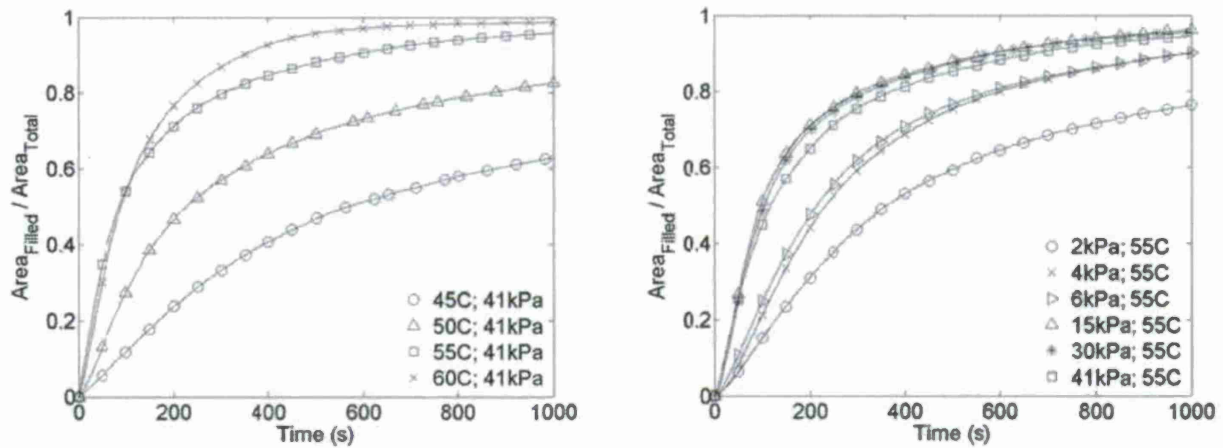 1
0.8
0.6
0.4
0.2
0
0 200 400 600 800 1000
Area_Filled / Area_Total
Time (s)
45C; 41kPa
50C; 41kPa
55C; 41kPa
60C; 41kPa
1
0.8
0.6
0.4
0.2
0
0 200 400 600 800 1000
Area_Filled / Area_Total
Time (s)
2kPa; 55C
4kPa; 55C
6kPa; 55C
15kPa; 55C
30kPa; 55C
41kPa; 55C